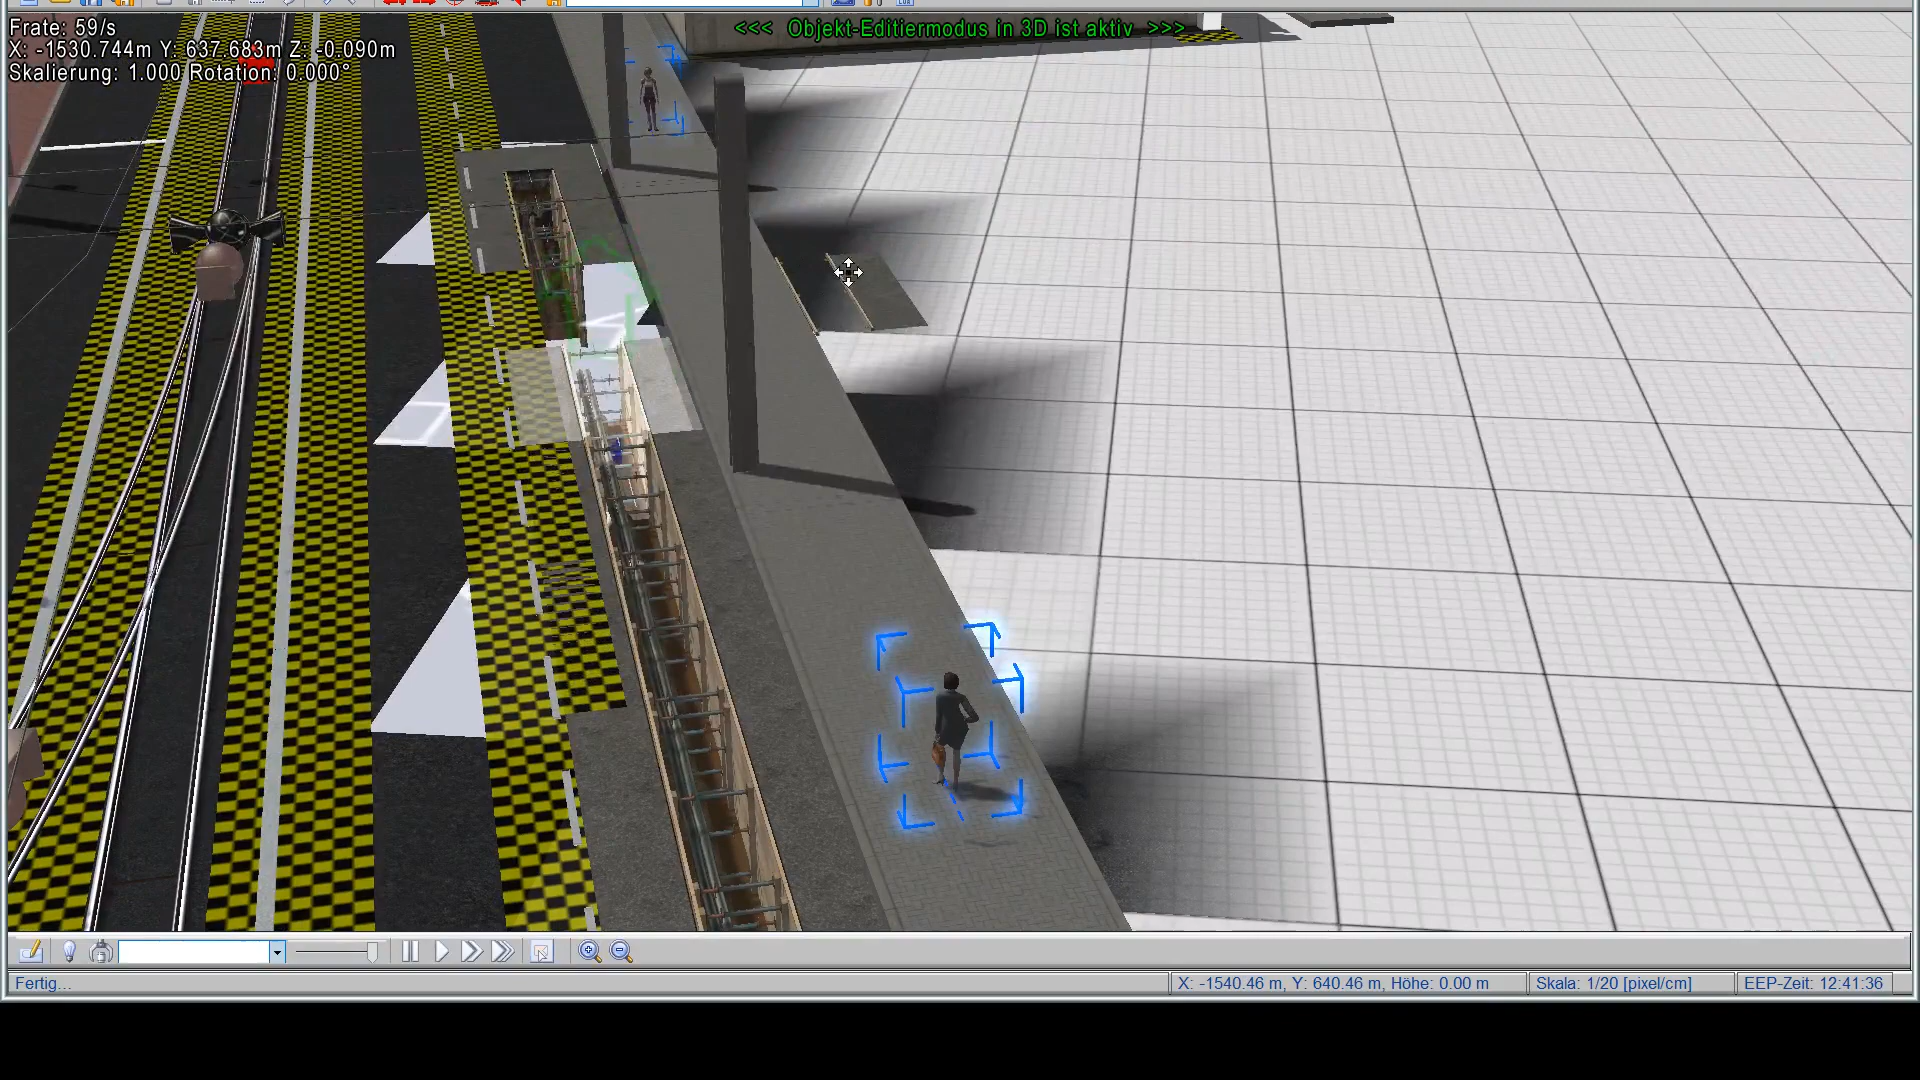 <<< Objekt-Editiermodus in 3D ist aktiv >>>
Frate: 59/s
X: -1530.744m Y: 637.683m Z: -0.090m
Skalierung: 1.000 Rotation: 0.000°
Fertig...
X: -1540.46 m, Y: 640.46 m, Höhe: 0.00 m
Skala: 1/20 [pixel/cm]
EEP-Zeit: 12:41:36